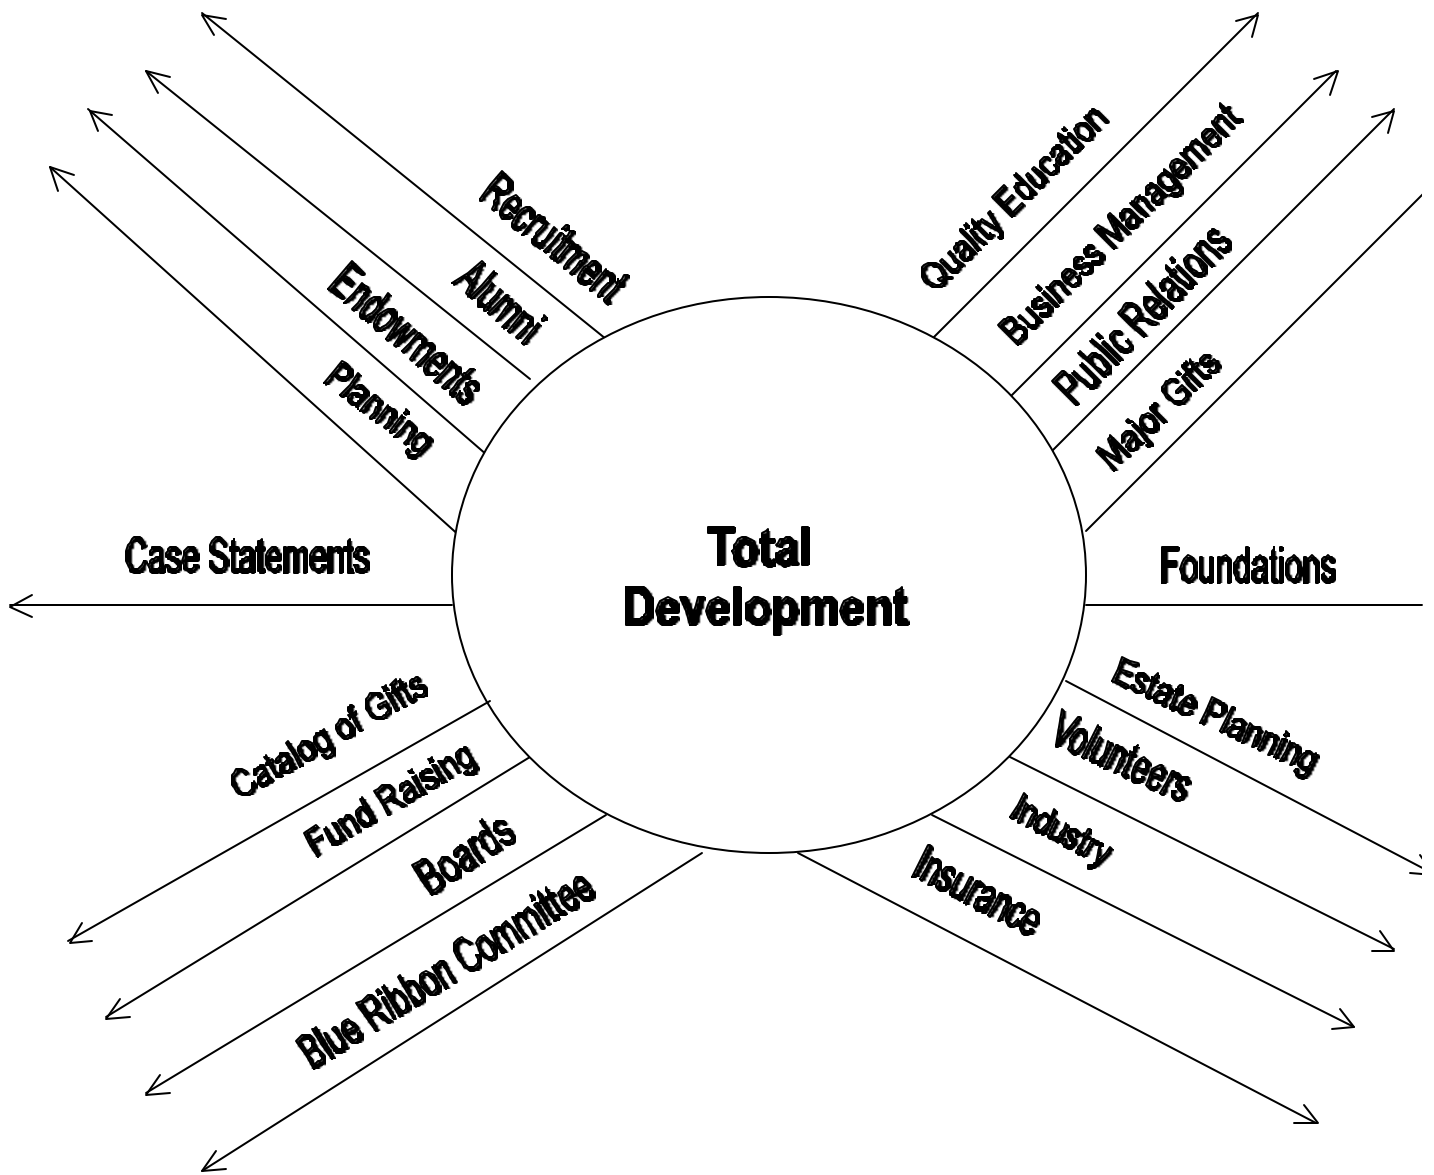 Recruitment
Alumni
Endowments
Planning
Quality Education
Business Management
Public Relations
Major Gifts
Case Statements
Total
Development
Foundations
Catalog of Gifts
Fund Raising
Boards
Blue Ribbon Committee
Estate Planning
Volunteers
Industry
Insurance